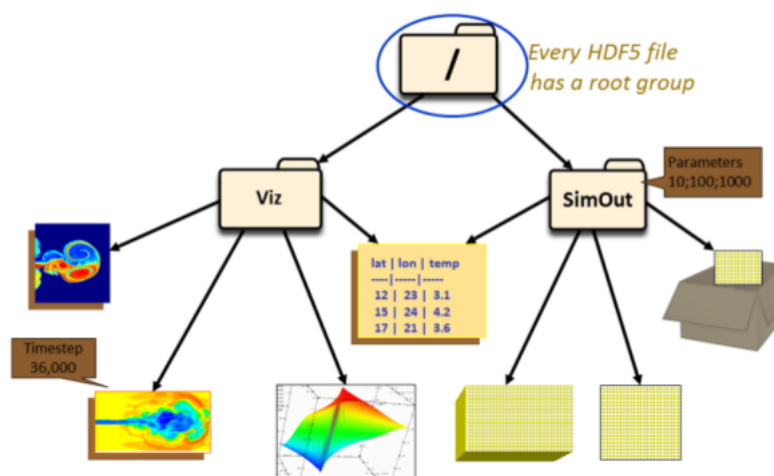 /
Every HDF5 file
has a root group
Viz
SimOut
Parameters
10;100;1000
lat | lon | temp
----|-----|-----
12 | 23 | 3.1
15 | 24 | 4.2
17 | 21 | 3.6
Timestep
36,000